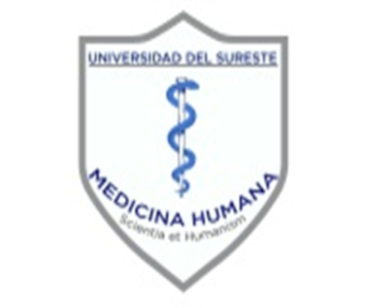 UNIVERSIDAD DEL SURESTE
MEDICINA HUMANA
Scientia et Humanism